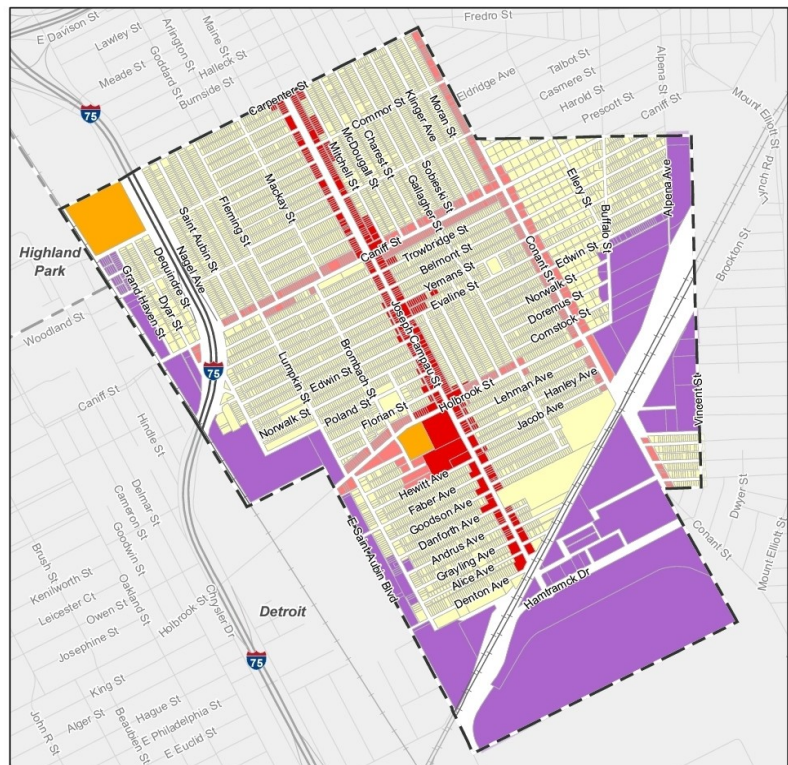 Fredro St
E Davison St
Lawley St
Arlington St
Maine St
Goddard St
Halleck St
Meade St
Burnside St
Carpenter St
Talbot St
Casmere St
Harold St
Prescott St
Alpena St
Caniff St
Eldridge Ave
Mount Elliott St
Lynch Rd
75
Commor St
Klinger Ave
Moran St
Charest St
McDougall St
Mitchell St
Mackay St
Sobieski St
Gallagher St
Fleming St
Saint Aubin St
Nagel Ave
Ellery St
Buffalo St
Alpena Ave
Brockton St
Highland
Park
Dequindre St
Dyar St
Grand Haven St
Caniff St
Trowbridge St
Belmont St
Yemans St
Evaline St
Conant St
Edwin St
Norwalk St
Doremus St
Comstock St
Woodland St
75
Joseph Campau St
Lumpkin St
Edwin St
Brombach St
Poland St
Florian St
Norwalk St
Holbrook St
Lehman Ave
Hanley Ave
Jacob Ave
Vincent St
Caniff St
Hindle St
Hewitt Ave
Faber Ave
Goodson Ave
Danforth Ave
Andrus Ave
Grayling Ave
Alice Ave
Denton Ave
E Saint Aubin Blvd
Hamtramck Dr
Delmar St
Cameron St
Goodwin St
Oakland St
Brush St
Kenilworth St
Leicester Ct
Owen St
Josephine St
Holbrook St
Chrysler Dr
Detroit
75
Conant St
Dwyer St
Mount Elliott St
King St
Alger St
John R St
Hague St
Beaubien St
E Philadelphia St
E Euclid St